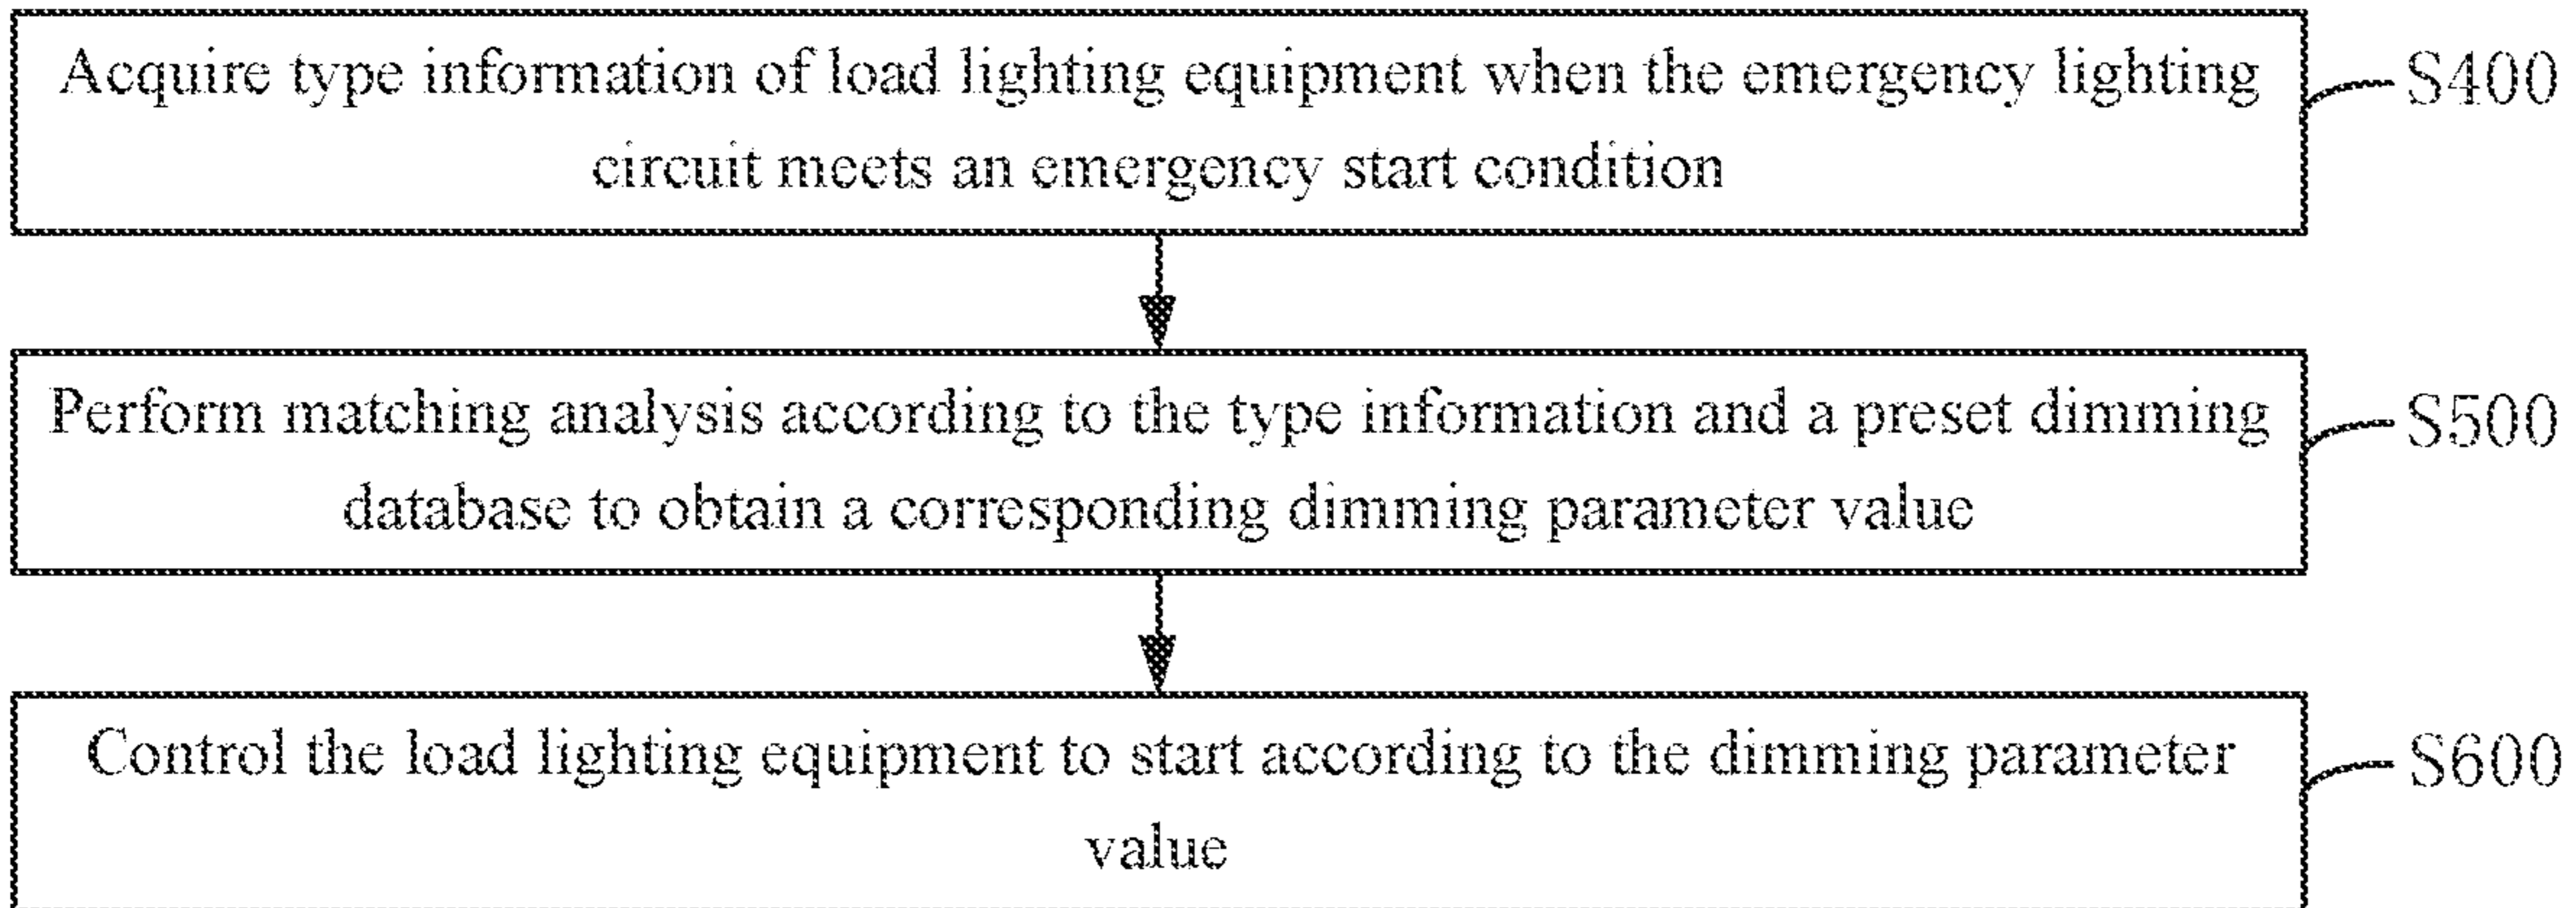 Acquire type information of load lighting equipment when the emergency lighting
circuit meets an emergency start condition
S400
Perform matching analysis according to the type information and a preset dimming
database to obtain a corresponding dimming parameter value
S500
Control the load lighting equipment to start according to the dimming parameter
value
S600